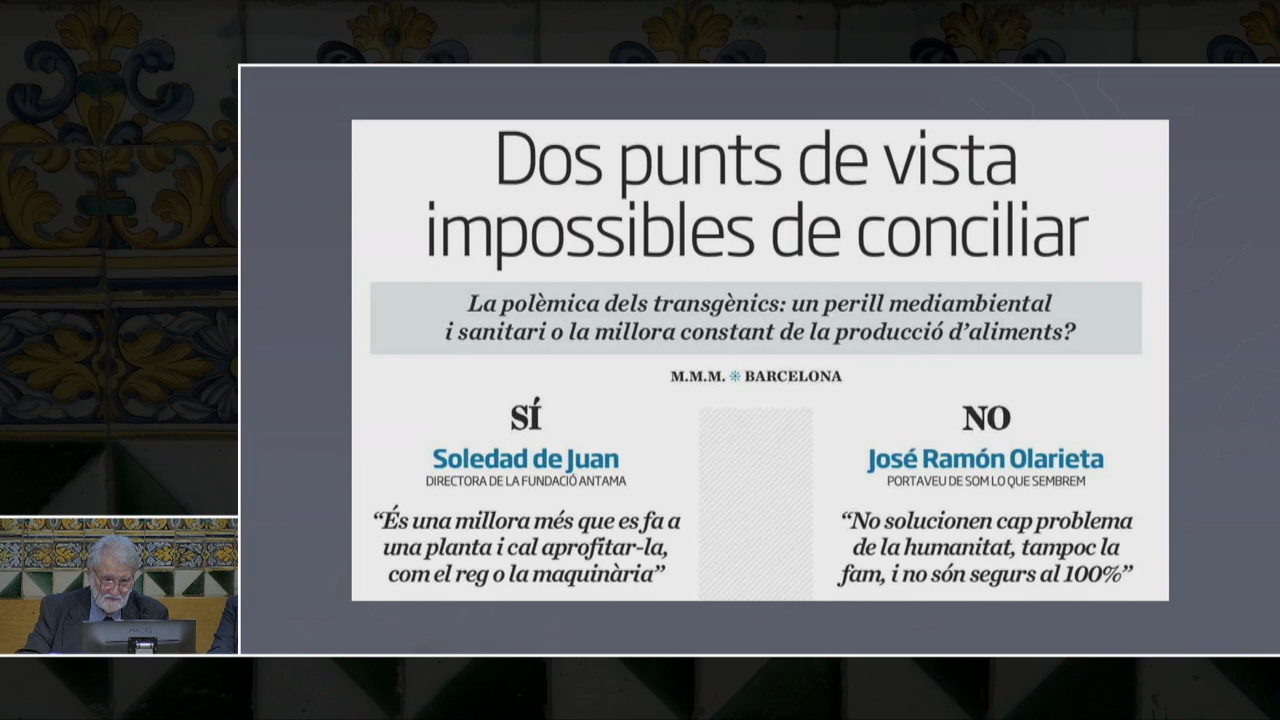 Dos punts de vista
impossibles de conciliar
La polèmica dels transgènics: un perill mediambiental
i sanitari o la millora constant de la producció d'aliments?
M.M.M. ✻ BARCELONA
SÍ
Soledad de Juan
DIRECTORA DE LA FUNDACIÓ ANTAMA
“És una millora més que es fa a
una planta i cal aprofitar-la,
com el reg o la maquinària”
NO
José Ramón Olarieta
PORTAVEU DE SOM LO QUE SEMBREM
“No solucionen cap problema
de la humanitat, tampoc la
fam, i no són segurs al 100%”